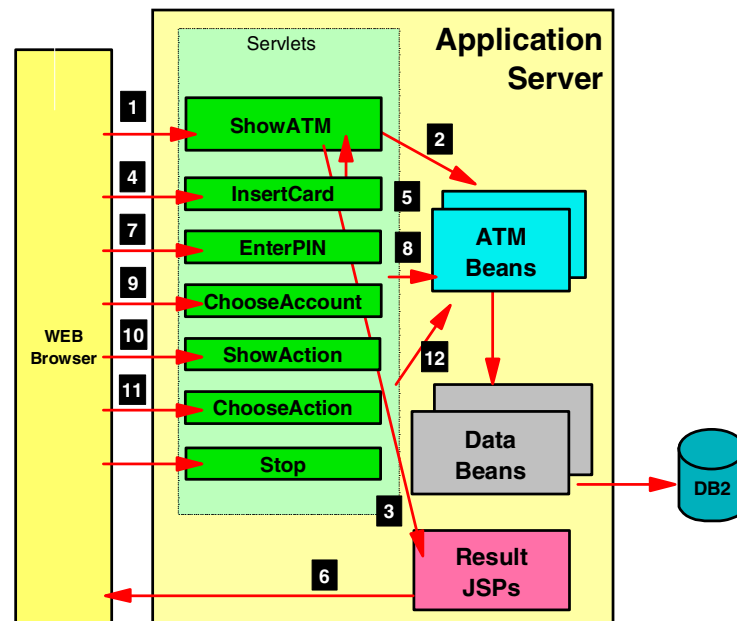 Servlets
Application
Server
1
ShowATM
2
4
InsertCard
5
7
EnterPIN
8
ATM
Beans
9
ChooseAccount
WEB
Browser
10
ShowAction
12
11
ChooseAction
Data
Beans
Stop
DB2
3
Result
JSPs
6